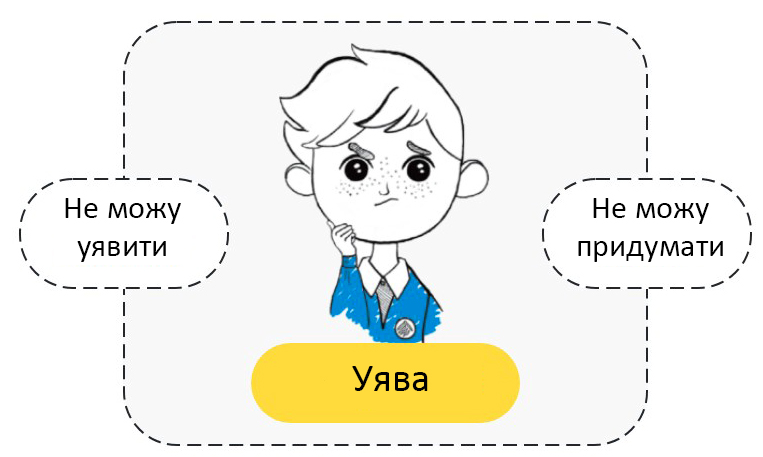 Не можу
уявити
Не можу
придумати
Уява